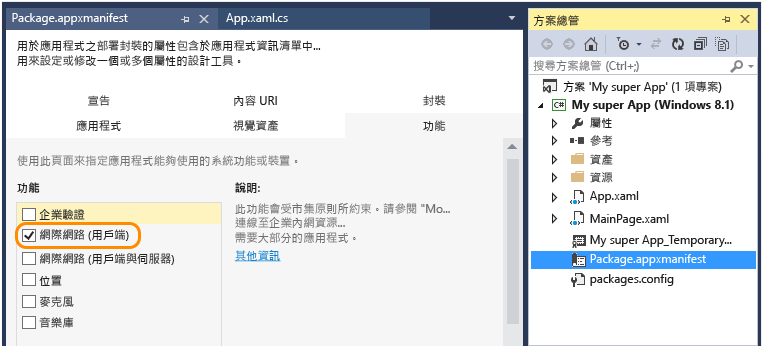 Package.appxmanifest
App.xaml.cs
用於應用程式之部署封裝的屬性包含於應用程式資訊清單中...
用來設定或修改一個或多個屬性的設計工具。
宣告 內容 URI 封裝
應用程式 視覺資產 功能
使用此頁面來指定應用程式能夠使用的系統功能或裝置。
功能
企業驗證
網際網路 (用戶端)
網際網路 (用戶端與伺服器)
位置
麥克風
音樂庫
說明:
此功能會受市集原則所約束。請參閱 "Mo...
連線至企業內網資源...
需要大部分的應用程式。
其他資訊
方案總管
搜尋方案總管 (Ctrl+;)
方案 'My super App' (1 項專案)
C# My super App (Windows 8.1)
屬性
參考
資產
資源
App.xaml
MainPage.xaml
My super App_Temporary...
Package.appxmanifest
packages.config